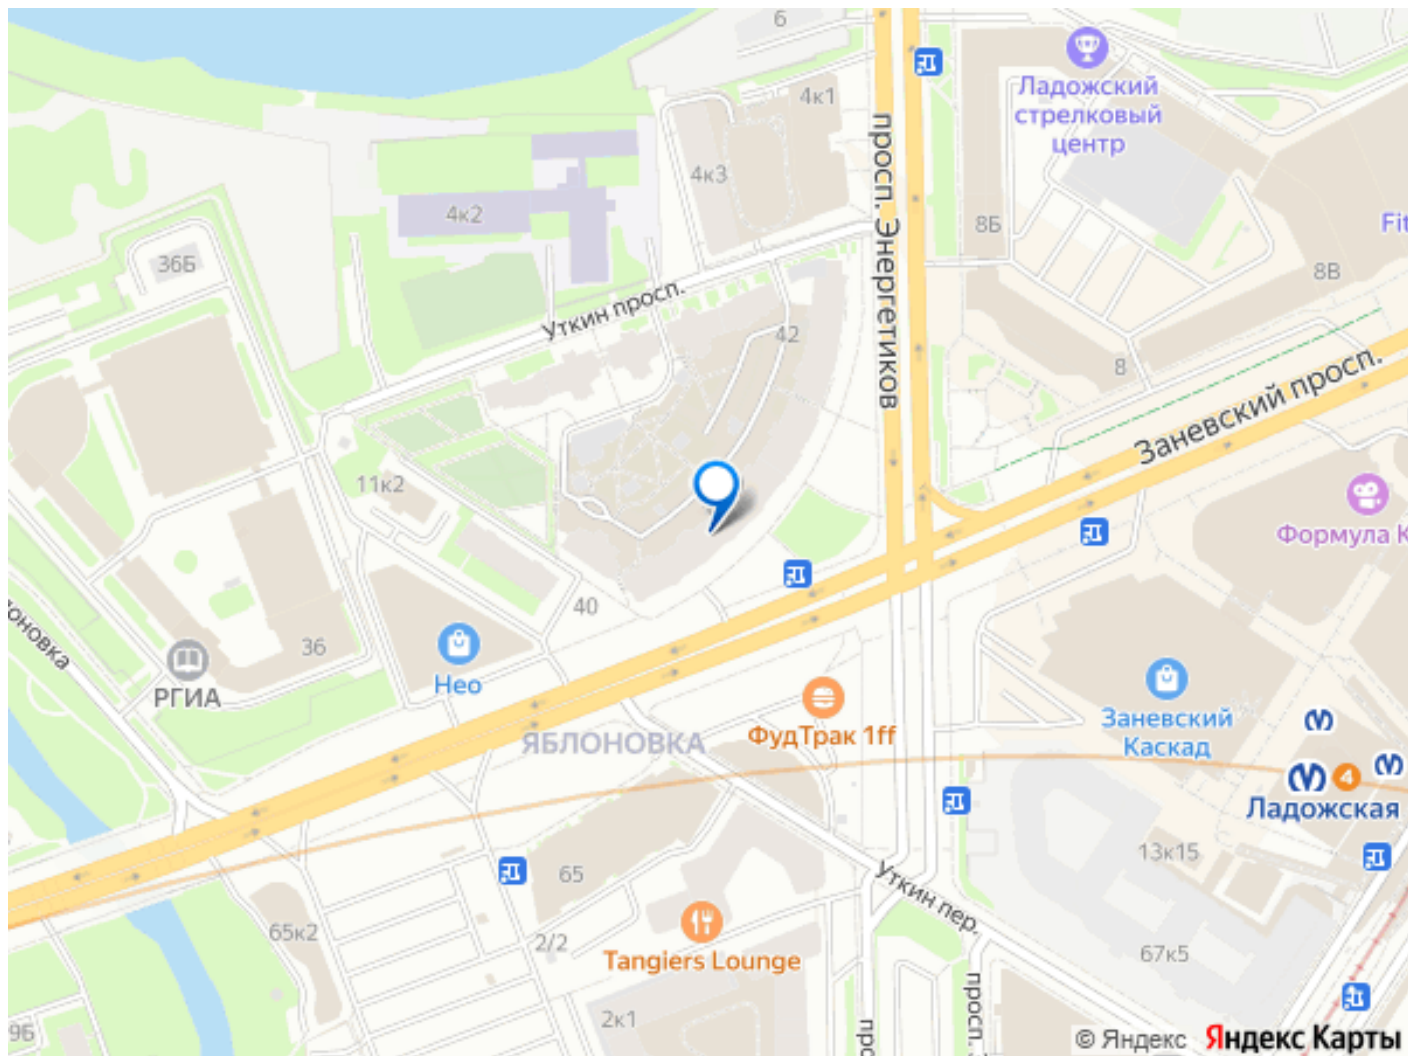 6
4к1
Ладожский
стрелковый
центр
просп. Энергетиков
4к3
4к2
8Б
Fit
36Б
8В
Уткин просп.
42
8
Заневский просп.
11к2
Формула К
40
36
РГИА
Нео
ЯБЛОНОВКА
ФудТрак 1ff
Заневский
Каскад
4
Ладожская
65
13к15
Уткин пер.
65к2
2/2
Tangiers Lounge
67к5
2к1
просп.
9Б
© Яндекс Яндекс Карты